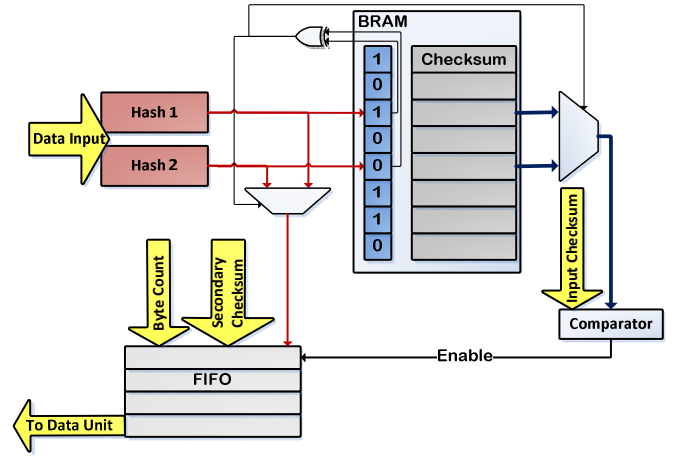 BRAM
1
0
1
0
0
1
1
0
Checksum
Hash 1
Data Input
Hash 2
Input Checksum
Byte Count
Secondary
Checksum
Comparator
Enable
FIFO
To Data Unit